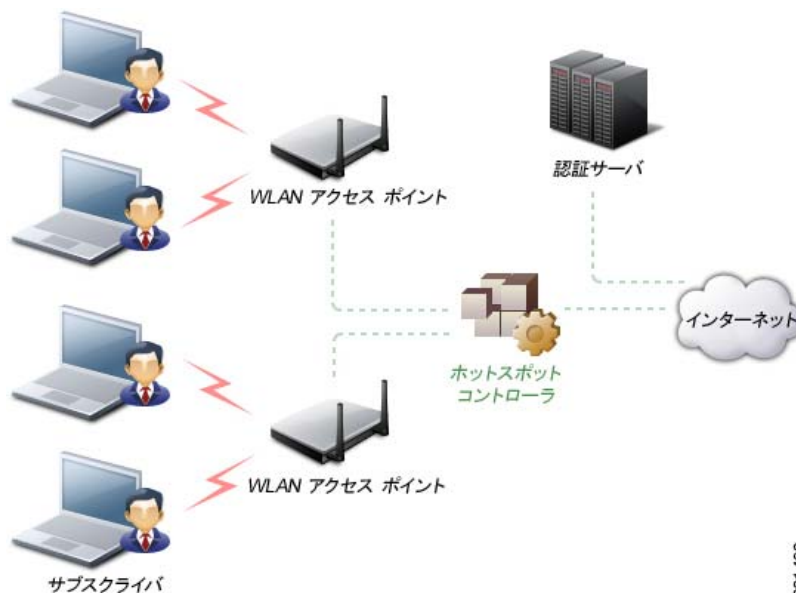 WLAN アクセス ポイント
認証サーバ
インターネット
ホットスポット
コントローラ
WLAN アクセス ポイント
サブスクライバ